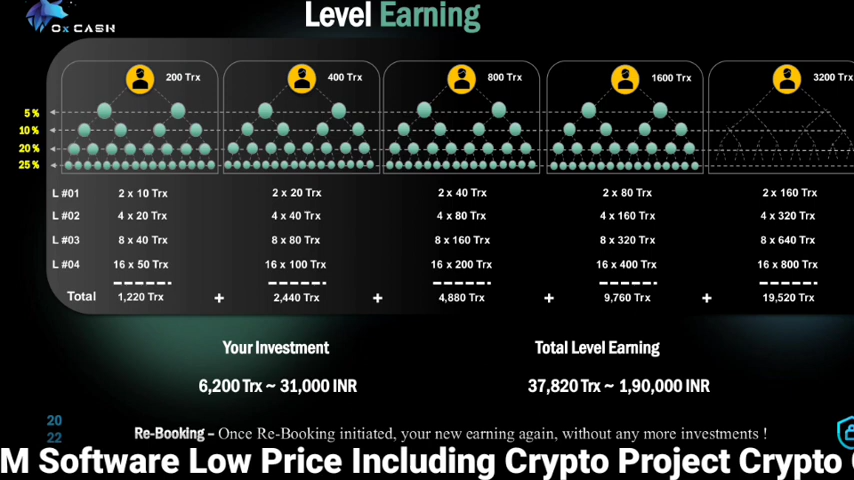 Level Earning
0x CASH
200 Trx 400 Trx 800 Trx 1600 Trx 3200 Trx
5%
10%
20%
25%
L #01 2 x 10 Trx 2 x 20 Trx 2 x 40 Trx 2 x 80 Trx 2 x 160 Trx
L #02 4 x 20 Trx 4 x 40 Trx 4 x 80 Trx 4 x 160 Trx 4 x 320 Trx
L #03 8 x 40 Trx 8 x 80 Trx 8 x 160 Trx 8 x 320 Trx 8 x 640 Trx
L #04 16 x 50 Trx 16 x 100 Trx 16 x 200 Trx 16 x 400 Trx 16 x 800 Trx
Total 1,220 Trx + 2,440 Trx + 4,880 Trx + 9,760 Trx + 19,520 Trx
Your Investment Total Level Earning
6,200 Trx ~ 31,000 INR 37,820 Trx ~ 1,90,000 INR
20
22
Re-Booking – Once Re-Booking initiated, your new earning again, without any more investments !
M Software Low Price Including Crypto Project Crypto